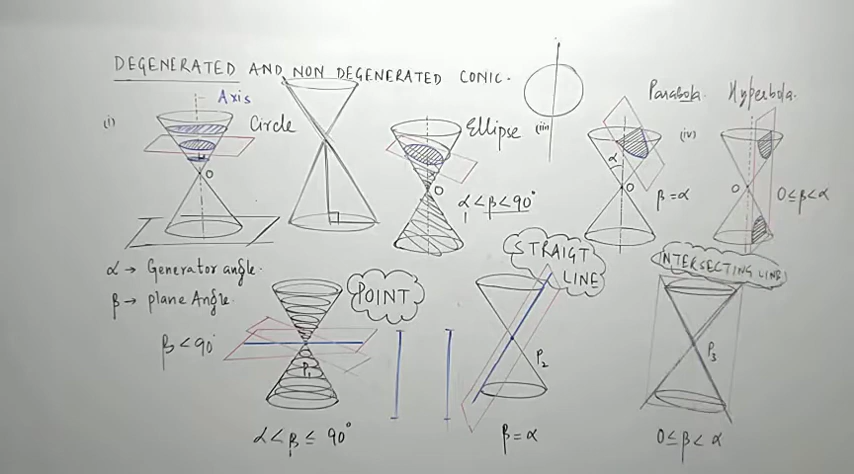 DEGENERATED AND NON DEGENERATED CONIC.
Axis
(i)
Circle
O
Ellipse
O
α < β < 90°
(iii)
Parabola.
α
O
β = α
(iv)
Hyperbola.
O
0 ≤ β < α
α → Generator angle.
β → plane Angle.
β < 90°
POINT
P₁
α < β ≤ 90°
STRAIGT
LINE
P₂
β = α
INTERSECTING LINE
P₃
0 ≤ β < α